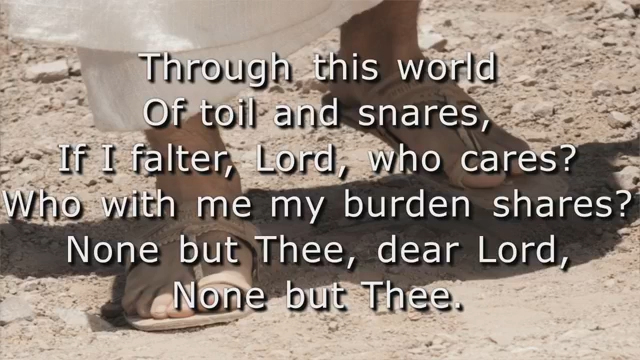 Through this world
Of toil and snares,
If I falter, Lord, who cares?
Who with me my burden shares?
None but Thee, dear Lord,
None but Thee.